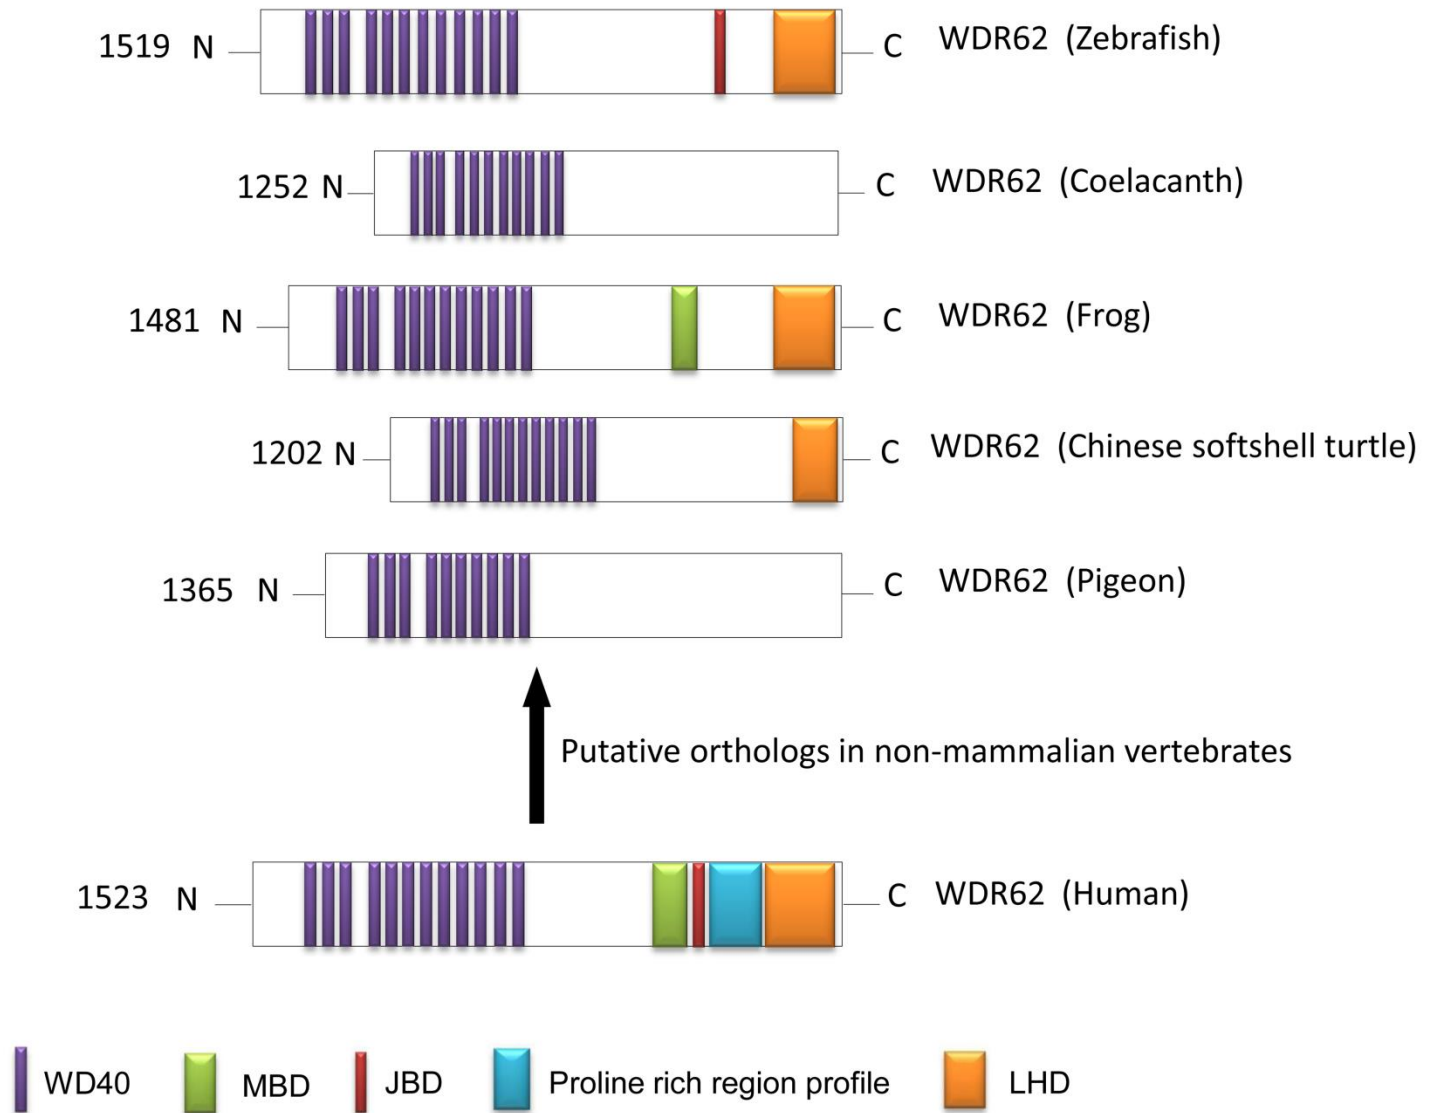 1519 N C WDR62 (Zebrafish)
1252 N C WDR62 (Coelacanth)
1481 N C WDR62 (Frog)
1202 N C WDR62 (Chinese softshell turtle)
1365 N C WDR62 (Pigeon)
Putative orthologs in non-mammalian vertebrates
1523 N C WDR62 (Human)
WD40 MBD JBD Proline rich region profile LHD